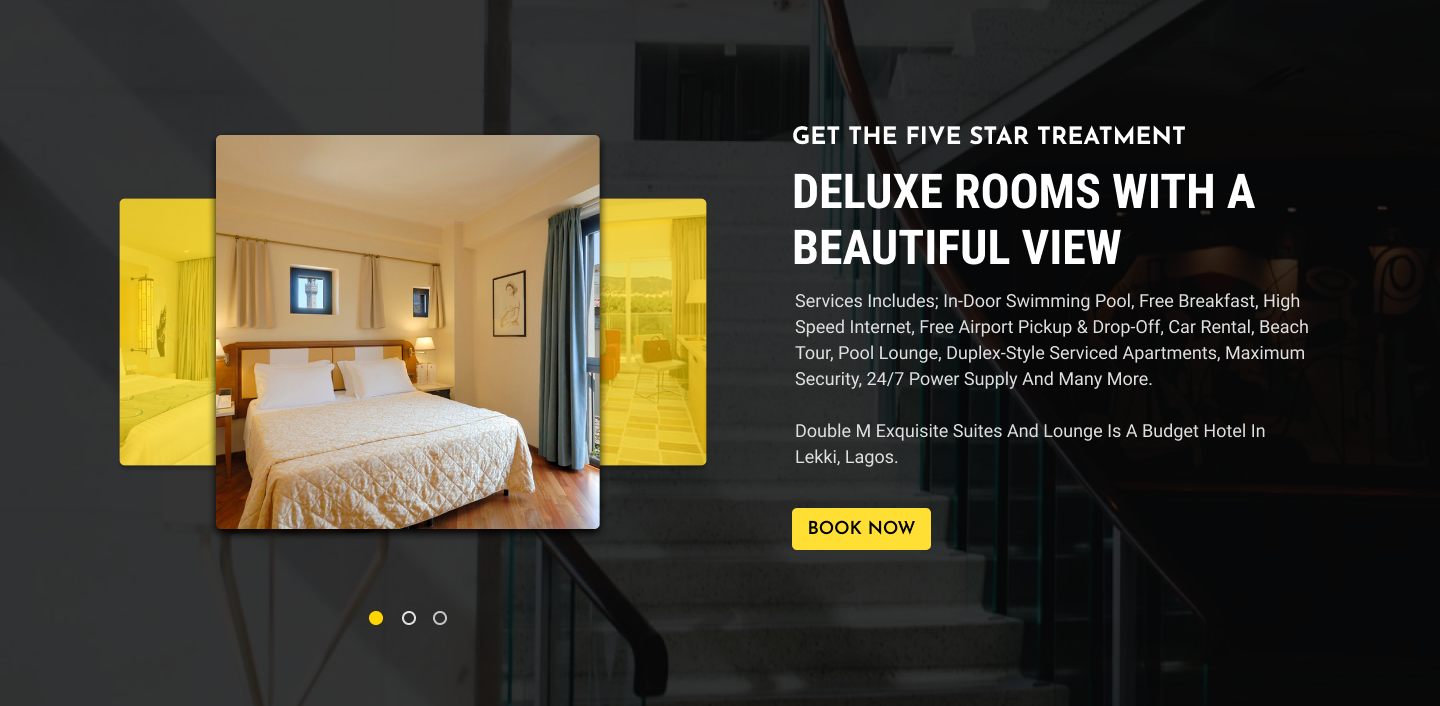 GET THE FIVE STAR TREATMENT
DELUXE ROOMS WITH A
BEAUTIFUL VIEW
Services Includes; In-Door Swimming Pool, Free Breakfast, High
Speed Internet, Free Airport Pickup & Drop-Off, Car Rental, Beach
Tour, Pool Lounge, Duplex-Style Serviced Apartments, Maximum
Security, 24/7 Power Supply And Many More.
Double M Exquisite Suites And Lounge Is A Budget Hotel In
Lekki, Lagos.
BOOK NOW